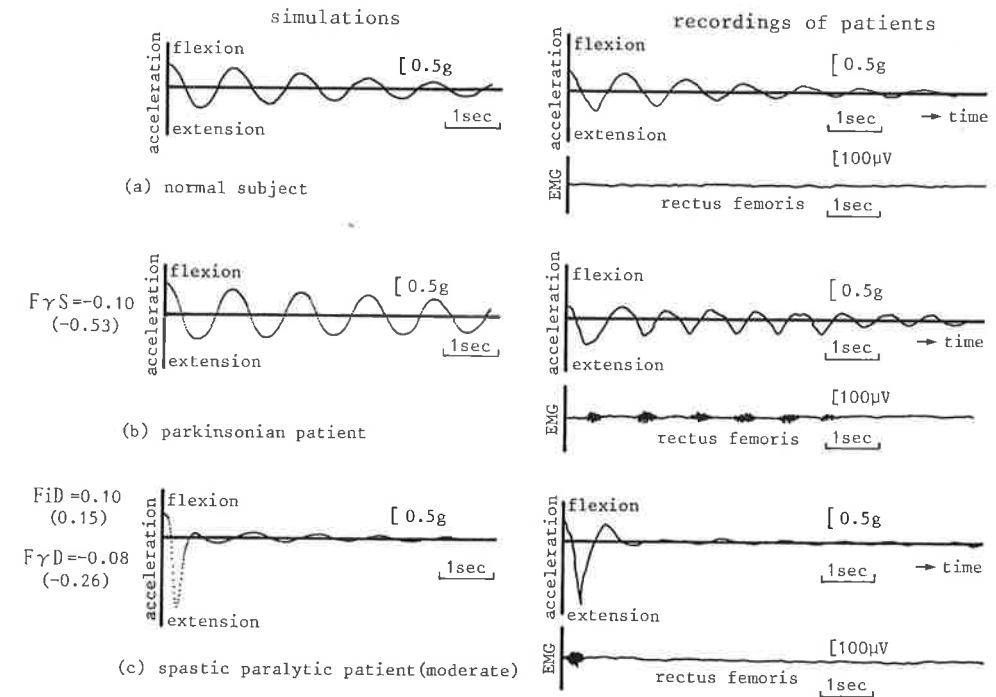 simulations
recordings of patients
acceleration
flexion
extension
[ 0.5g
1sec
(a) normal subject
acceleration
flexion
extension
[ 0.5g
1sec
→ time
EMG
[100μV
rectus femoris
1sec
FγS=-0.10
(-0.53)
acceleration
flexion
extension
[ 0.5g
1sec
(b) parkinsonian patient
acceleration
flexion
extension
[ 0.5g
1sec
→ time
EMG
[100μV
rectus femoris
1sec
FiD=0.10
(0.15)
FγD=-0.08
(-0.26)
acceleration
flexion
extension
[ 0.5g
1sec
(c) spastic paralytic patient(moderate)
acceleration
flexion
extension
[ 0.5g
1sec
→ time
EMG
[100μV
rectus femoris
1sec